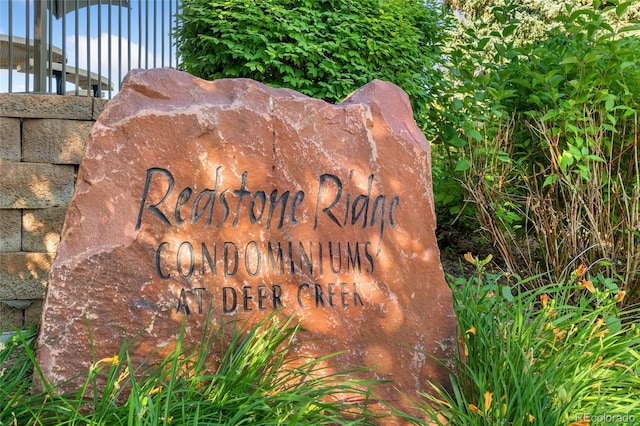 Redstone Ridge
CONDOMINIUMS
AT DEER CREEK
REcolorado